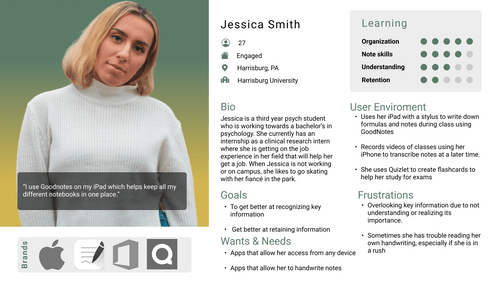 Jessica Smith
27
Engaged
Harrisburg, PA
Harrisburg University
Learning
Organization
Note skills
Understanding
Retention
Bio
Jessica is a third year psych student
who is working towards a bachelor's in
psychology. She currently has an
internship as a clinical research intern
where she is getting on the job
experience in her field that will help her
get a job. When Jessica is not working
or on campus, she likes to go skating
with her fiancé in the park.
User Enviroment
• Uses her iPad with a stylus to write down
formulas and notes during class using
GoodNotes
• Records videos of classes using her
iPhone to transcribe notes at a later time.
• She uses Quizlet to create flashcards to
help her study for exams
"I use Goodnotes on my iPad which helps keep all my
different notebooks in one place."
Goals
• To get better at recognizing key
information
• Get better at retaining information
Frustrations
• Overlooking key information due to not
understanding or realizing its
importance.
• Sometimes she has trouble reading her
own handwriting, especially if she is in
a rush
Wants & Needs
• Apps that allow her access from any device
• Apps that allow her to handwrite notes
Brands